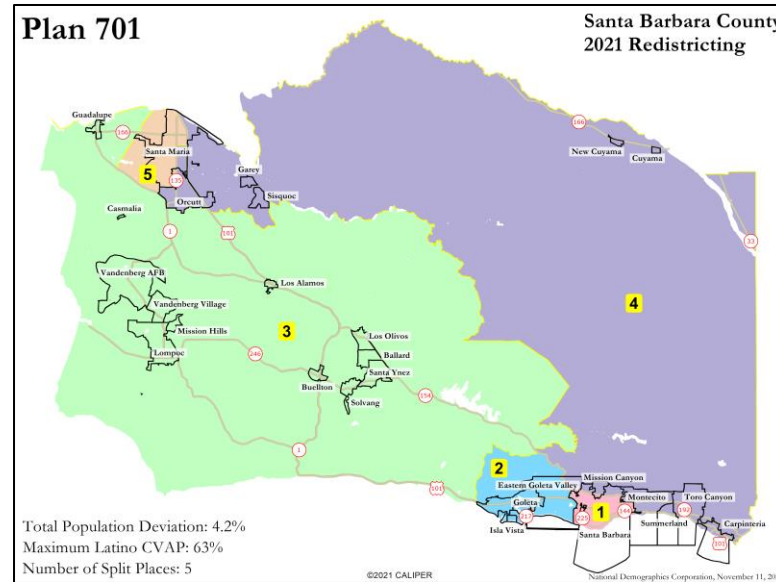 Plan 701
Santa Barbara County
2021 Redistricting
Guadalupe
166
Santa Maria
5
135
Garey
Sisquoc
Orcutt
Casmalia
1
101
166
New Cuyama
Cuyama
33
Vandenberg AFB
Vandenberg Village
Mission Hills
Lompoc
Los Alamos
3
4
246
Los Olivos
Ballard
Santa Ynez
Buellton
Solvang
154
1
101
2
Mission Canyon
Eastern Goleta Valley
Montecito
Toro Canyon
Goleta
1
192
144
Carpinteria
Isla Vista
217
225
Summerland
Santa Barbara
101
Total Population Deviation: 4.2%
Maximum Latino CVAP: 63%
Number of Split Places: 5
©2021 CALIPER
National Demographics Corporation, November 11, 20